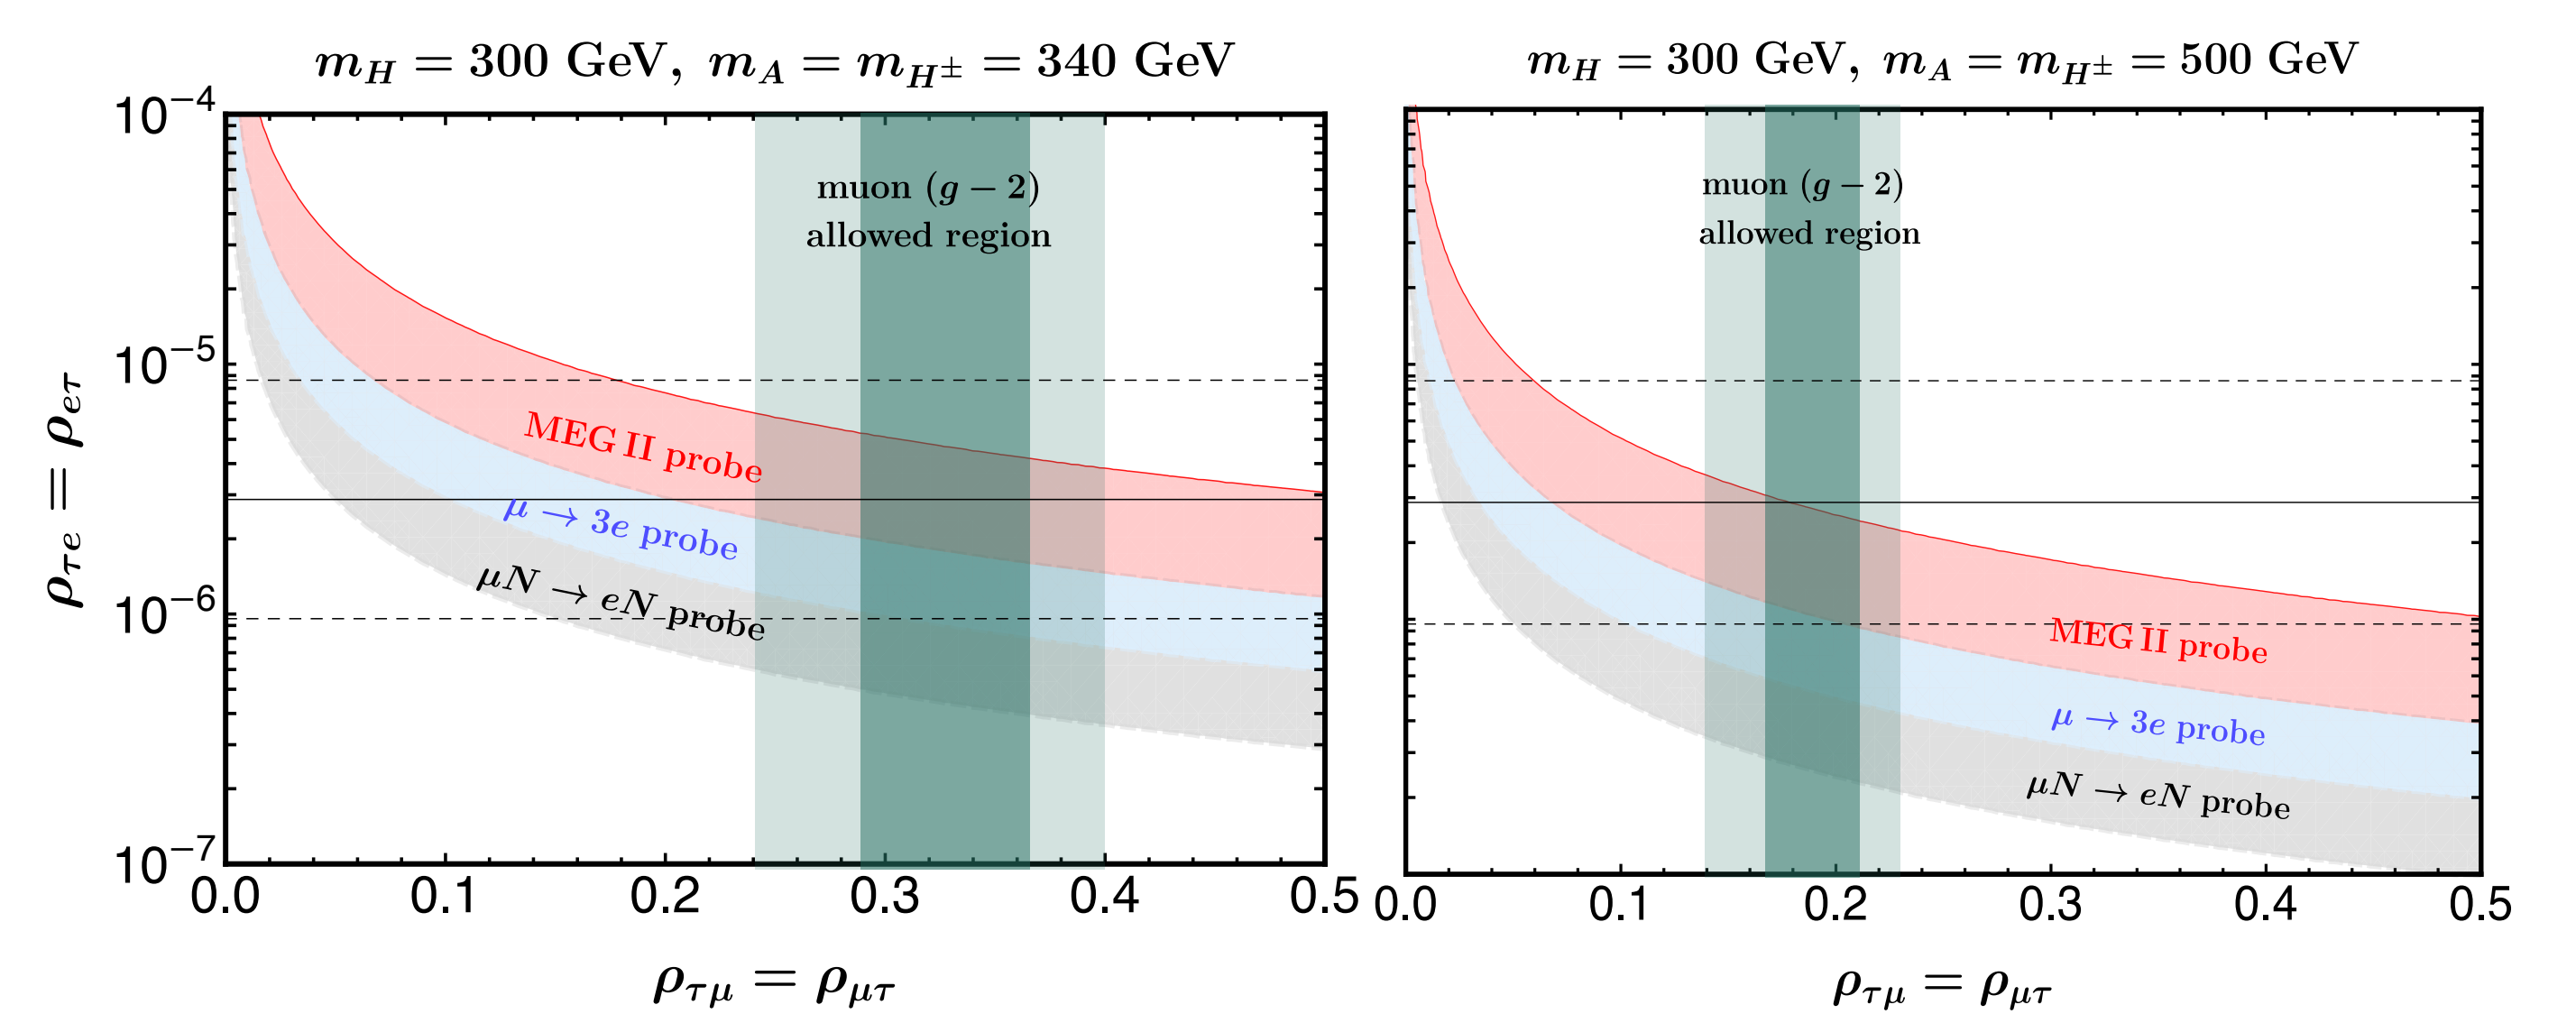 m_H = 300 GeV, m_A = m_{H^±} = 340 GeV
10^{-4}
10^{-5}
10^{-6}
10^{-7}
ρ_{τe} = ρ_{eτ}
muon (g − 2)
allowed region
MEG II probe
μ → 3e probe
μN → eN probe
0.0 0.1 0.2 0.3 0.4 0.5
ρ_{τμ} = ρ_{μτ}
m_H = 300 GeV, m_A = m_{H^±} = 500 GeV
muon (g − 2)
allowed region
MEG II probe
μ → 3e probe
μN → eN probe
0.0 0.1 0.2 0.3 0.4 0.5
ρ_{τμ} = ρ_{μτ}